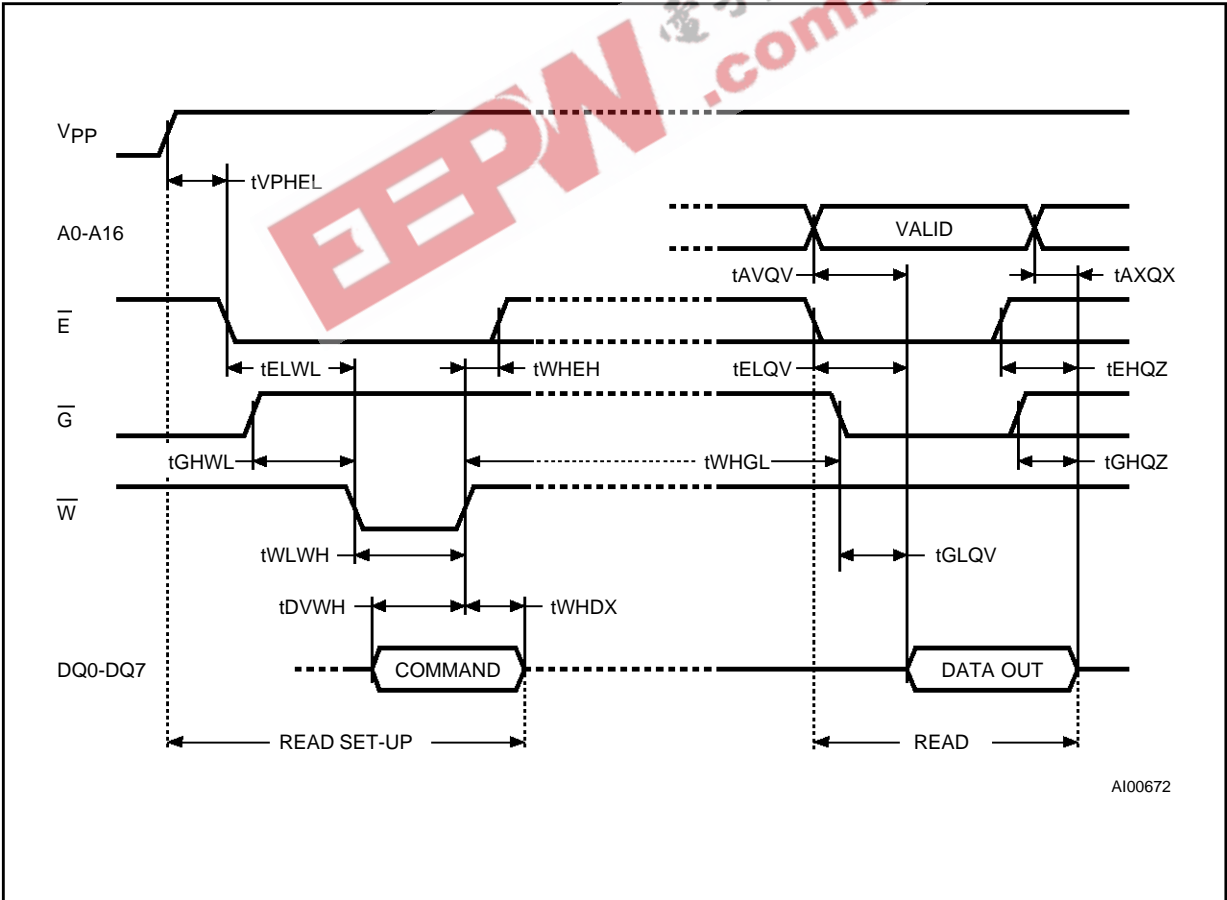 EEPW
.com.
VPP
tVPHEL
A0-A16
VALID
tAVQV
tAXQX
E
tELWL
tWHEH
tELQV
tEHQZ
G
tGHWL
tWHGL
tGHQZ
W
tWLWH
tGLQV
tDVWH
tWHDX
DQ0-DQ7
COMMAND
DATA OUT
READ SET-UP
READ
AI00672